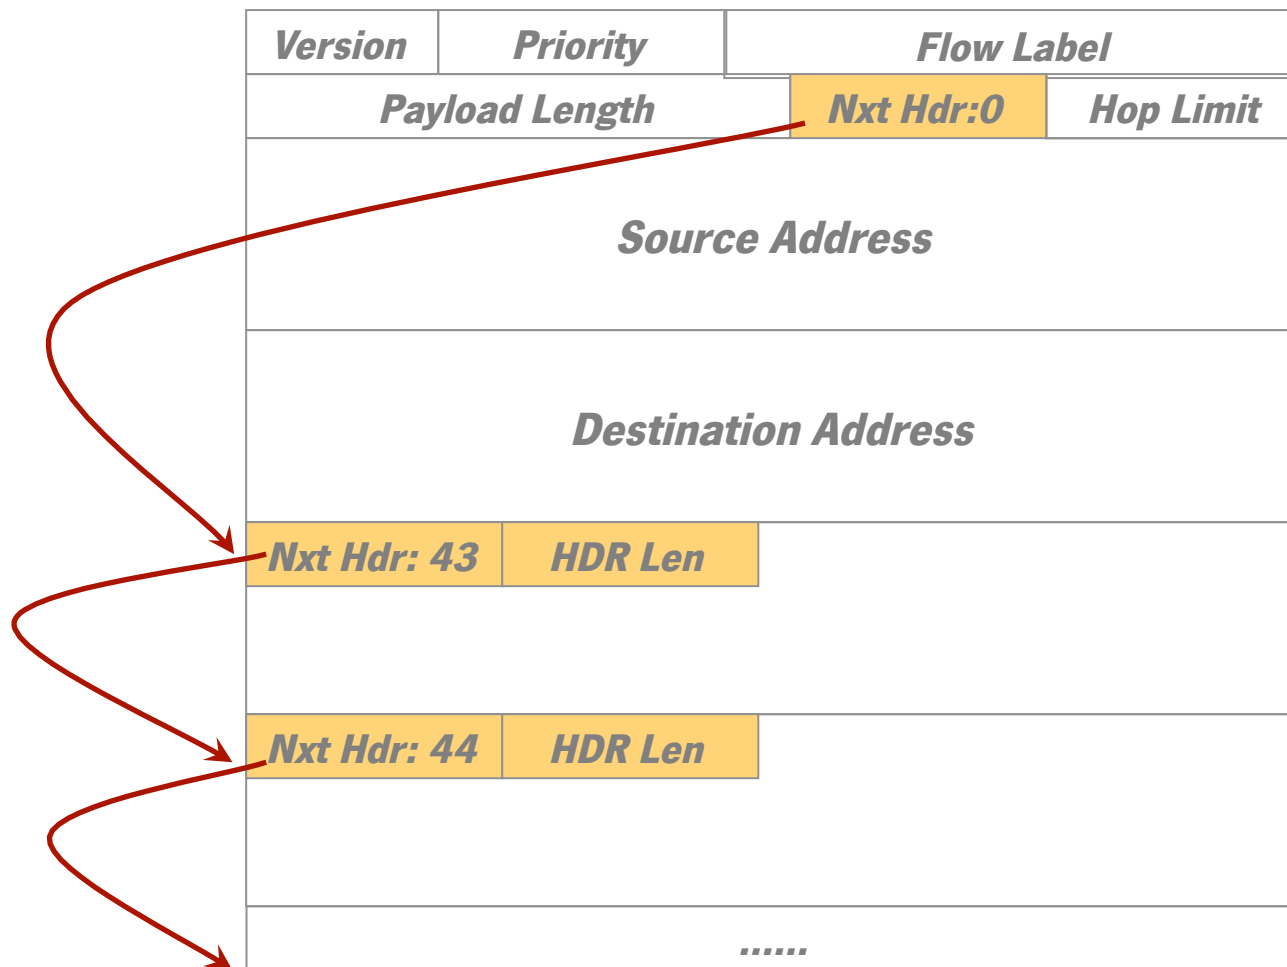 Version Priority Flow Label
Payload Length Nxt Hdr:0 Hop Limit
Source Address
Destination Address
Nxt Hdr: 43 HDR Len
Nxt Hdr: 44 HDR Len
......